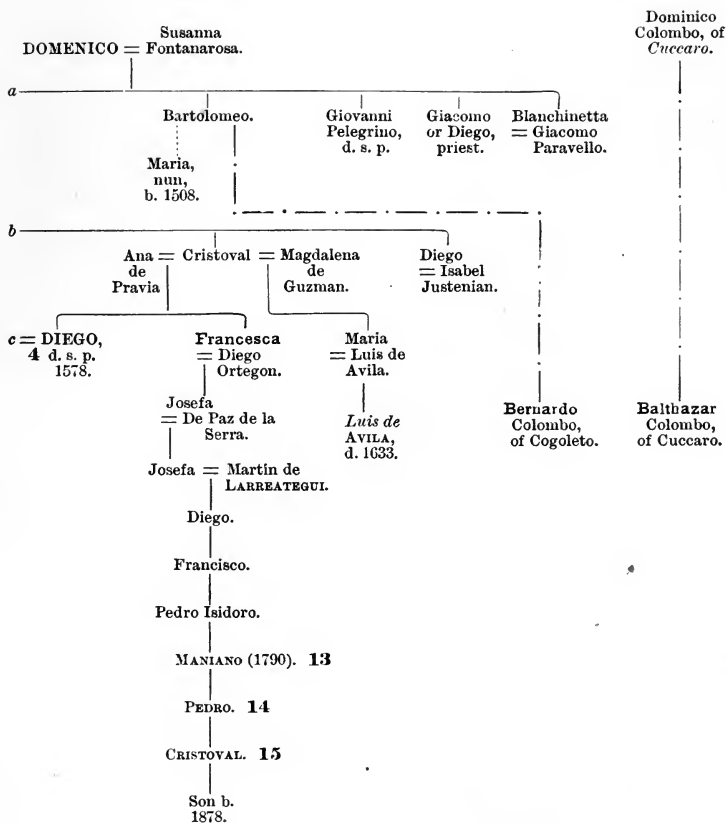 Susanna
DOMENICO = Fontanarosa.
Dominico
Colombo, of
Cuccaro.
a
Bartolomeo.
Giovanni
Pelegrino,
d. s. p.
Giacomo
or Diego,
priest.
Blanchinetta
= Giacomo
Paravello.
Maria,
nun,
b. 1508.
b
Ana = Cristoval = Magdalena
de
Pravia
de
Guzman.
Diego
= Isabel
Justenian.
c = DIEGO,
4 d. s. p.
1578.
Francesca
= Diego
Ortegon.
Maria
= Luis de
Avila.
Josefa
= De Paz de la
Serra.
Luis de
AVILA,
d. 1633.
Bernardo
Colombo,
of Cogoleto.
Balthazar
Colombo,
of Cuccaro.
Josefa = Martin de
LARREATEGUI.
Diego.
Francisco.
Pedro Isidoro.
MANIANO (1790). 13
PEDRO. 14
CRISTOVAL. 15
Son b.
1878.